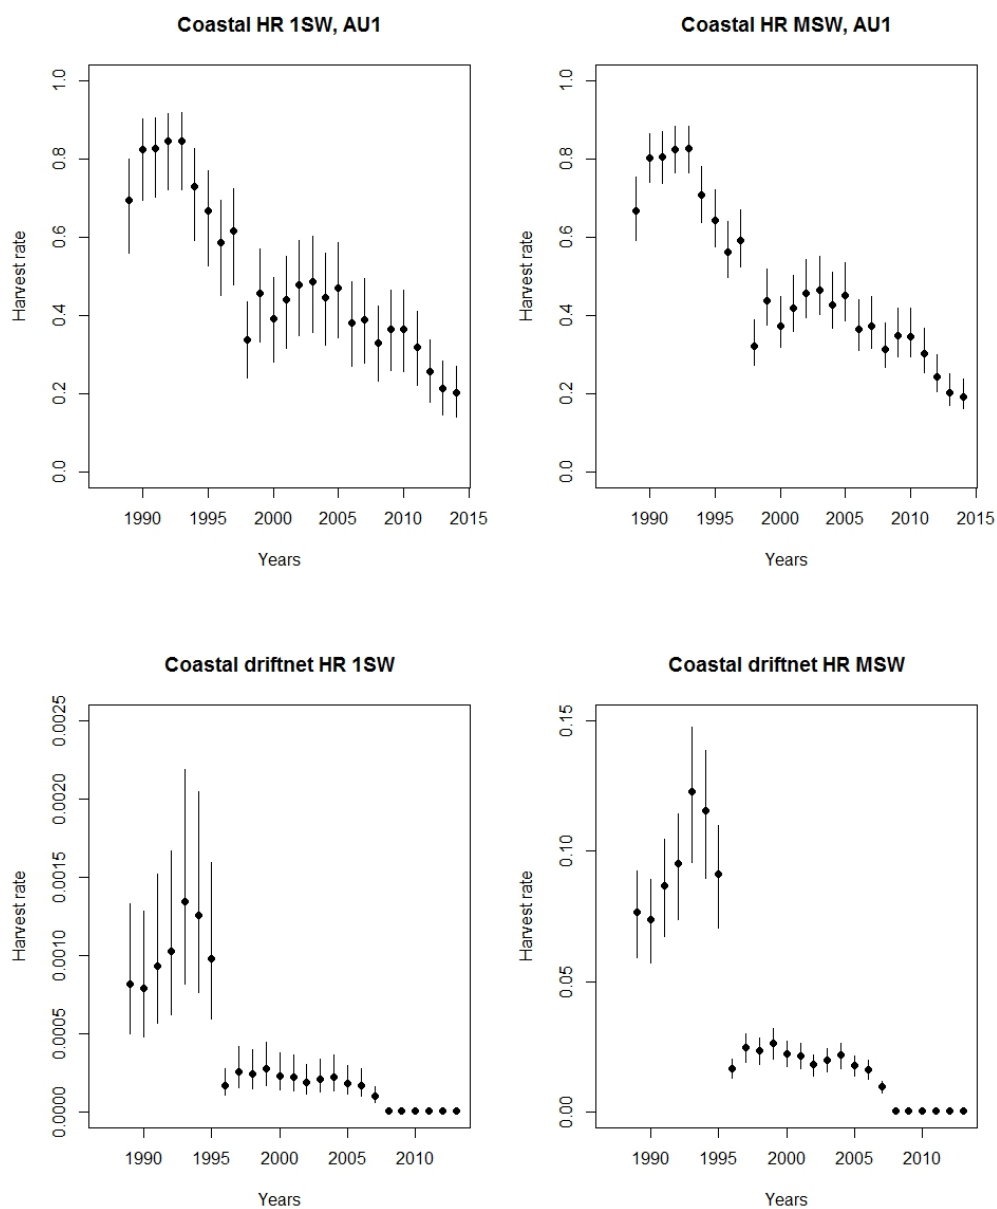 Coastal HR 1SW, AU1
Harvest rate
1.0
0.8
0.6
0.4
0.2
0.0
1990 1995 2000 2005 2010 2015
Years
Coastal HR MSW, AU1
Harvest rate
1.0
0.8
0.6
0.4
0.2
0.0
1990 1995 2000 2005 2010 2015
Years
Coastal driftnet HR 1SW
Harvest rate
0.0025
0.0020
0.0015
0.0010
0.0005
0.0000
1990 1995 2000 2005 2010
Years
Coastal driftnet HR MSW
Harvest rate
0.15
0.10
0.05
0.00
1990 1995 2000 2005 2010
Years